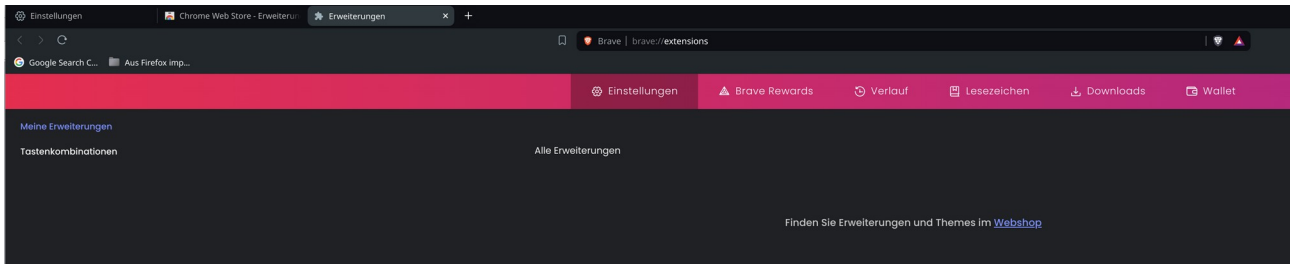 Einstellungen
Chrome Web Store - Erweiterun
Erweiterungen
Brave | brave://extensions
Google Search C...
Aus Firefox imp...
Einstellungen
Brave Rewards
Verlauf
Lesezeichen
Downloads
Wallet
Meine Erweiterungen
Tastenkombinationen
Alle Erweiterungen
Finden Sie Erweiterungen und Themes im Webshop